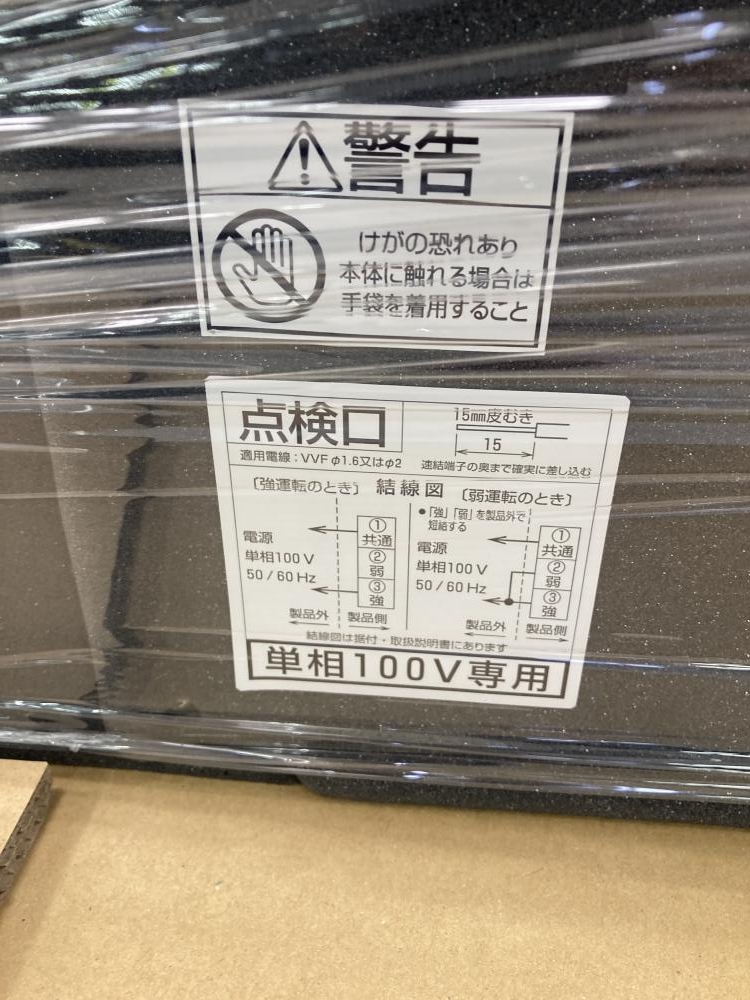 警告
けがの恐れあり
本体に触れる場合は
手袋を着用すること
点検口
15mm皮むき
15
適用電線：VVF φ1.6又はφ2
速結端子の奥まで確実に差し込む
〔強運転のとき〕 結線図 〔弱運転のとき〕
電源
単相100V
50/60Hz
①
共通
②
弱
③
強
製品外
製品側
●「強」「弱」を製品外で
短絡する
電源
単相100V
50/60Hz
①
共通
②
弱
③
強
製品外
製品側
結線図は据付・取扱説明書にあります
単相100V専用